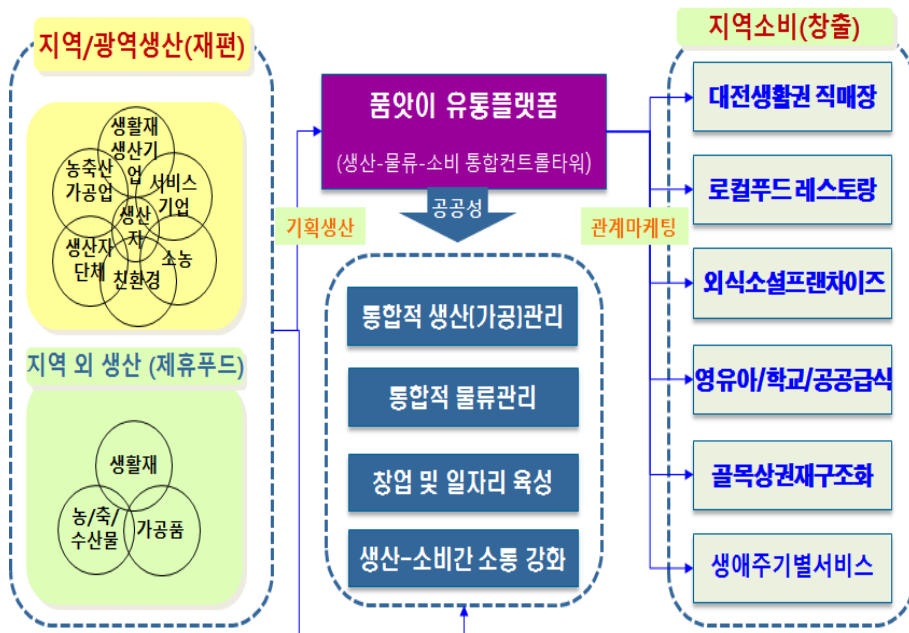 지역/광역생산(재편)
생활재
생산기
업
농축산
가공업
서비스
기업
생산
자
생산자
단체
소농
친환경
지역 외 생산 (제휴푸드)
생활재
농/축/
수산물
가공품
기획생산
품앗이 유통플랫폼
(생산-물류-소비 통합컨트롤타워)
공공성
관계마케팅
통합적 생산(가공)관리
통합적 물류관리
창업 및 일자리 육성
생산-소비간 소통 강화
지역소비(창출)
대전생활권 직매장
로컬푸드 레스토랑
외식소셜프랜차이즈
영유아/학교/공공급식
골목상권재구조화
생애주기별서비스